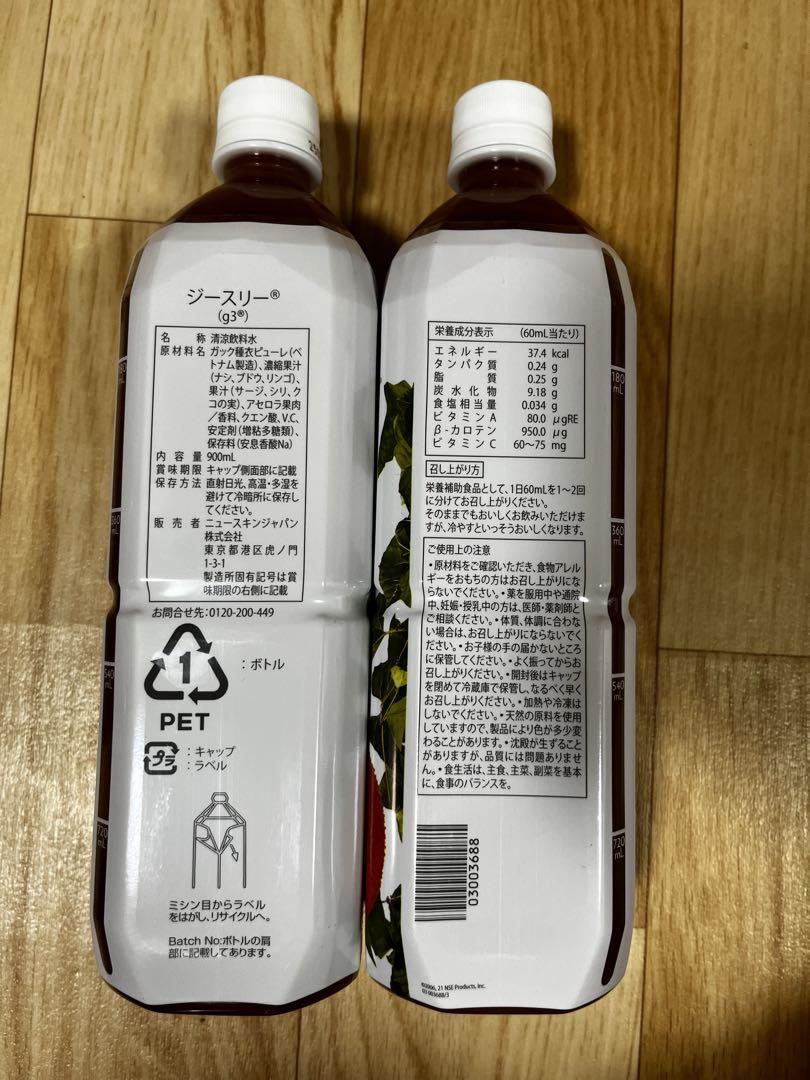 ジースリー®
(g3®)
名 称 清涼飲料水
原材料名 ガック種衣ピューレ(ベ
トナム製造)、濃縮果汁
(ナシ、ブドウ、リンゴ)、
果汁(サージ、シリ、ク
コの実)、アセロラ果肉
/香料、クエン酸、V.C、
安定剤(増粘多糖類)、
保存料(安息香酸Na)
内 容 量 900mL
賞味期限 キャップ側面部に記載
保存方法 直射日光、高温・多湿を
避けて冷暗所に保存し
てください。
販 売 者 ニュースキンジャパン
株式会社
東京都港区虎ノ門
1-3-1
製造所固有記号は賞
味期限の右側に記載
お問合せ先:0120-200-449
1
:ボトル
PET
プラ
:キャップ
:ラベル
ミシン目からラベル
をはがし、リサイクルへ。
Batch No:ボトルの肩
部に記載してあります。
540
mL
720
mL
栄養成分表示 (60mL当たり)
エネルギー 37.4 kcal
タンパク質 0.24 g
脂 質 0.25 g
炭水化物 9.18 g
食塩相当量 0.034 g
ビタミンA 80.0 μgRE
β-カロテン 950.0 μg
ビタミンC 60〜75 mg
召し上がり方
栄養補助食品として、1日60mLを1〜2回
に分けてお召し上がりください。
そのままでもおいしくお飲みいただけま
すが、冷やすといっそうおいしくなります。
ご使用上の注意
・原材料をご確認いただき、食物アレル
ギーをおもちの方はお召し上がりにな
らないでください。・薬を服用中や通院
中、妊娠・授乳中の方は、医師・薬剤師と
ご相談ください。・体質、体調に合わな
い場合は、お召し上がりにならないでく
ださい。・お子様の手の届かないところ
に保管してください。・よく振ってからお
召し上がりください。・開封後はキャップ
を閉めて冷蔵庫で保管し、なるべく早く
お召し上がりください。・加熱や冷凍は
しないでください。・天然の原料を使用
していますので、製品により色が多少変
わることがあります。・沈殿が生ずること
がありますが、品質には問題ありませ
ん。・食生活は、主食、主菜、副菜を基本
に、食事のバランスを。
03003688
©2006, 21 NSE Products, Inc.
03 003688/3
180
mL
360
mL
540
mL
720
mL